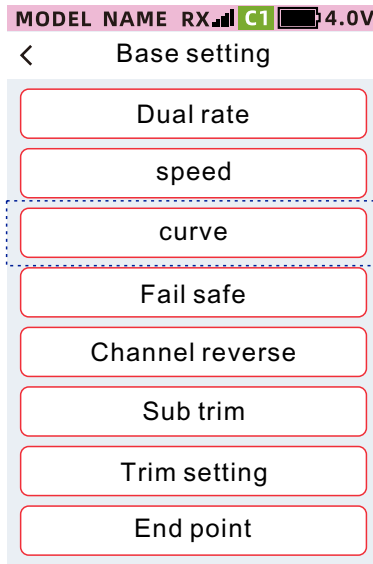 MODEL NAME RX C1 4.0V
Base setting
Dual rate
speed
curve
Fail safe
Channel reverse
Sub trim
Trim setting
End point